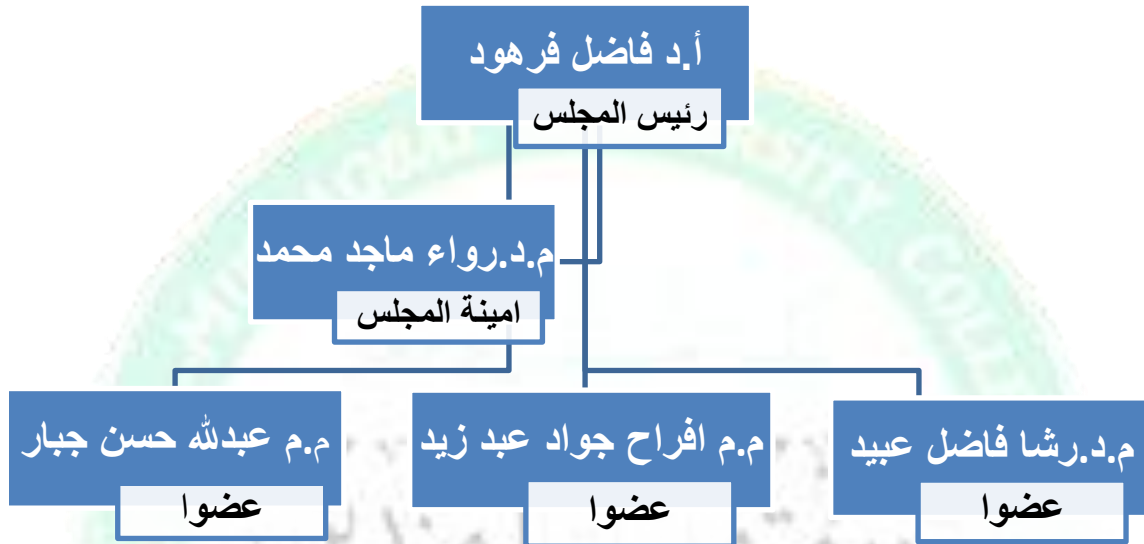 أ.د فاضل فرهود
رئيس المجلس
م.د.رواء ماجد محمد
امينة المجلس
م.د.رشا فاضل عبيد
عضوا
م.م افراح جواد عبد زيد
عضوا
م.م عبدلله حسن جبار
عضوا